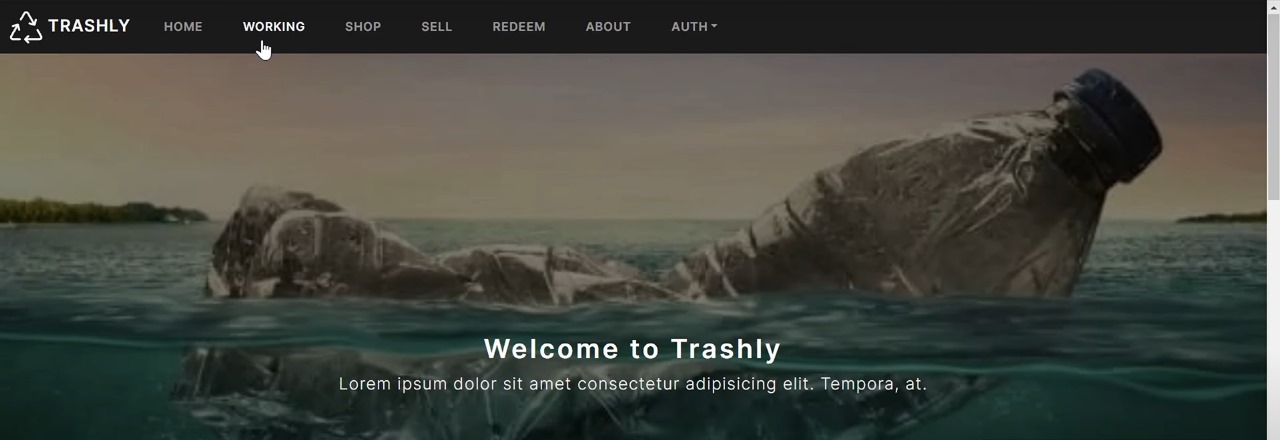 TRASHLY HOME WORKING SHOP SELL REDEEM ABOUT AUTH
Welcome to Trashly
Lorem ipsum dolor sit amet consectetur adipisicing elit. Tempora, at.